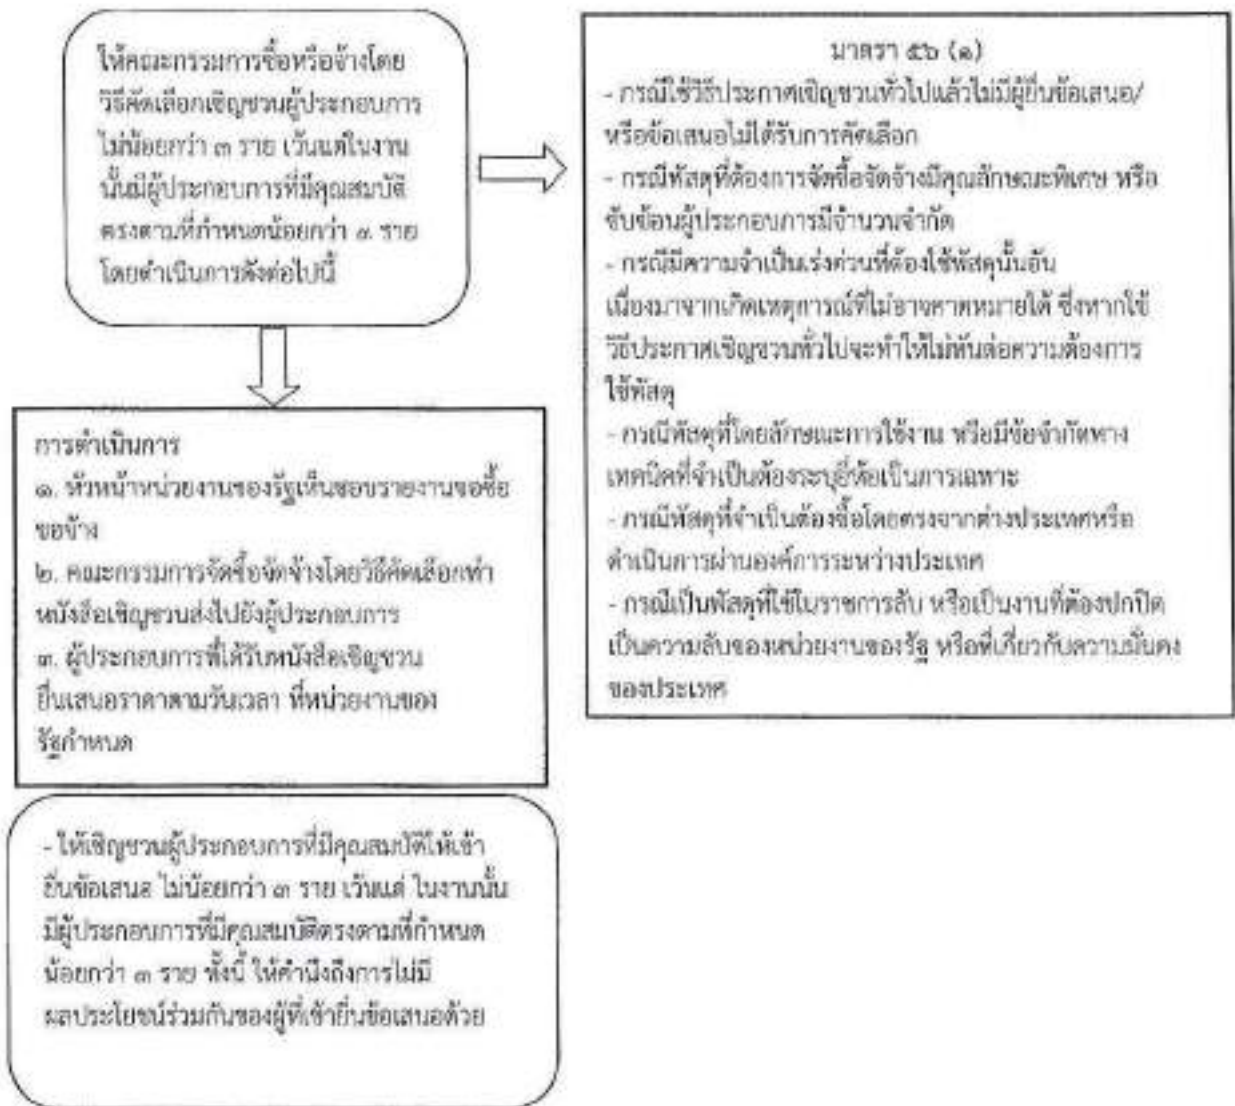 ให้คณะกรรมการซื้อหรือจ้างโดย
วิธีคัดเลือกเชิญชวนผู้ประกอบการ
ไม่น้อยกว่า ๓ ราย เว้นแต่ในงาน
นั้นมีผู้ประกอบการที่มีคุณสมบัติ
ตรงตามที่กำหนดน้อยกว่า ๓ ราย
โดยดำเนินการดังต่อไปนี้
มาตรา ๕๖ (๑)
- กรณีใช้วิธีประกาศเชิญชวนทั่วไปแล้วไม่มีผู้ยื่นข้อเสนอ/
หรือข้อเสนอไม่ได้รับการคัดเลือก
- กรณีพัสดุที่ต้องการจัดซื้อจัดจ้างมีคุณลักษณะพิเศษ หรือ
ซับซ้อนผู้ประกอบการมีจำนวนจำกัด
- กรณีมีความจำเป็นเร่งด่วนที่ต้องใช้พัสดุนั้นอัน
เนื่องมาจากเกิดเหตุการณ์ที่ไม่อาจคาดหมายได้ ซึ่งหากใช้
วิธีประกาศเชิญชวนทั่วไปจะทำให้ไม่ทันต่อความต้องการ
ใช้พัสดุ
- กรณีพัสดุที่โดยลักษณะการใช้งาน หรือมีข้อจำกัดทาง
เทคนิคที่จำเป็นต้องระบุยี่ห้อเป็นการเฉพาะ
- กรณีพัสดุที่จำเป็นต้องซื้อโดยตรงจากต่างประเทศหรือ
ดำเนินการผ่านองค์การระหว่างประเทศ
- กรณีเป็นพัสดุที่ใช้ในราชการลับ หรือเป็นงานที่ต้องปกปิด
เป็นความลับของหน่วยงานของรัฐ หรือที่เกี่ยวกับความมั่นคง
ของประเทศ
การดำเนินการ
๑. หัวหน้าหน่วยงานของรัฐเห็นชอบรายงานขอซื้อ
ขอจ้าง
๒. คณะกรรมการจัดซื้อจัดจ้างโดยวิธีคัดเลือกทำ
หนังสือเชิญชวนส่งไปยังผู้ประกอบการ
๓. ผู้ประกอบการที่ได้รับหนังสือเชิญชวน
ยื่นเสนอราคาตามวันเวลา ที่หน่วยงานของ
รัฐกำหนด
- ให้เชิญชวนผู้ประกอบการที่มีคุณสมบัติให้เข้า
ยื่นข้อเสนอ ไม่น้อยกว่า ๓ ราย เว้นแต่ ในงานนั้น
มีผู้ประกอบการที่มีคุณสมบัติตรงตามที่กำหนด
น้อยกว่า ๓ ราย ทั้งนี้ ให้คำนึงถึงการไม่มี
ผลประโยชน์ร่วมกันของผู้ที่เข้ายื่นข้อเสนอด้วย